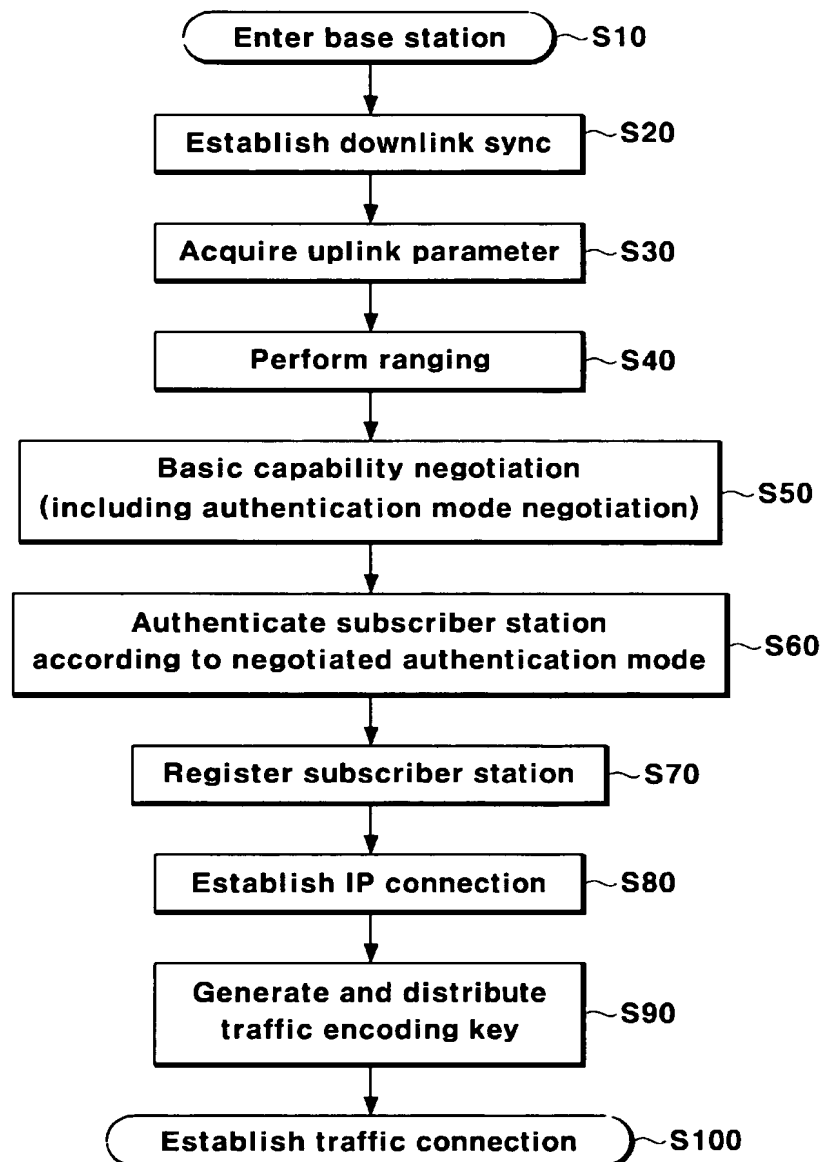 Enter base station
S10
Establish downlink sync
S20
Acquire uplink parameter
S30
Perform ranging
S40
Basic capability negotiation
(including authentication mode negotiation)
S50
Authenticate subscriber station
according to negotiated authentication mode
S60
Register subscriber station
S70
Establish IP connection
S80
Generate and distribute
traffic encoding key
S90
Establish traffic connection
S100